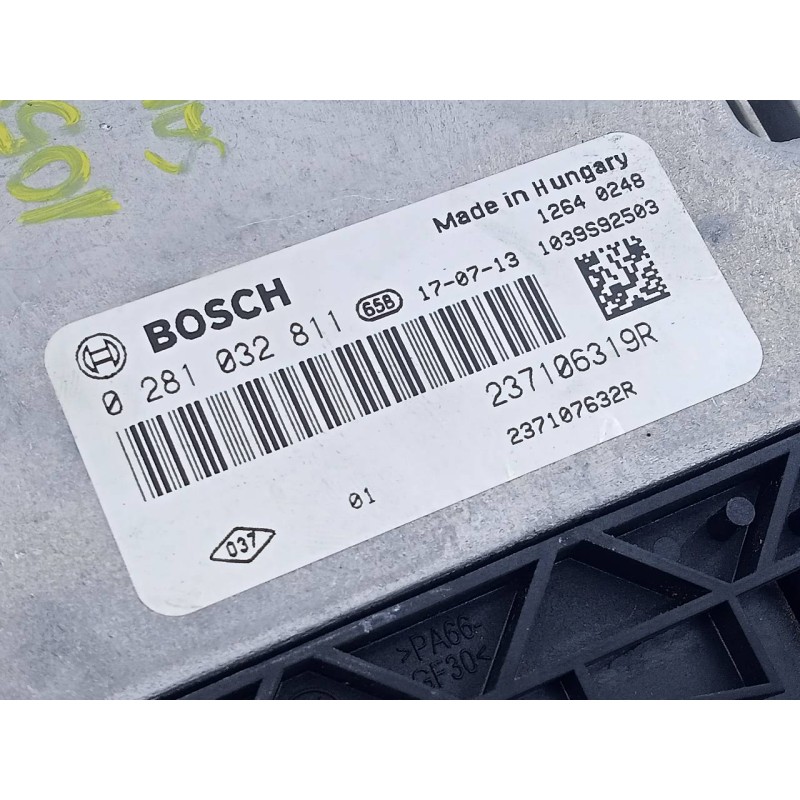 Made in Hungary
1264 0248
1039S92503
BOSCH
658 17-07-13
0 281 032 811
237106319R
237107632R
01
037
>PA66-
GF30<